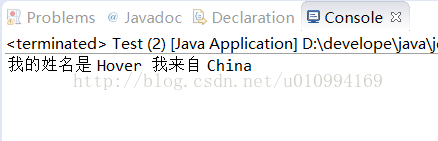 Problems @ Javadoc Declaration Console
<terminated> Test (2) [Java Application] D:\develope\java\j
我的姓名是 Hover 我来自 China
http://blog.csdn.net/u010994169